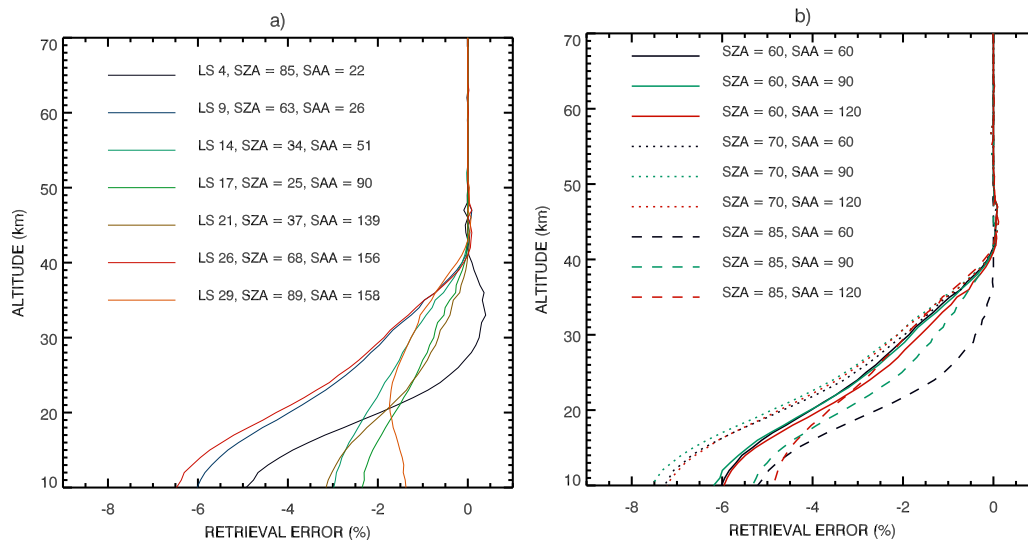 a)
70
60
50
40
30
20
10
ALTITUDE (km)
LS 4, SZA = 85, SAA = 22
LS 9, SZA = 63, SAA = 26
LS 14, SZA = 34, SAA = 51
LS 17, SZA = 25, SAA = 90
LS 21, SZA = 37, SAA = 139
LS 26, SZA = 68, SAA = 156
LS 29, SZA = 89, SAA = 158
-8 -6 -4 -2 0
RETRIEVAL ERROR (%)
b)
70
60
50
40
30
20
10
ALTITUDE (km)
SZA = 60, SAA = 60
SZA = 60, SAA = 90
SZA = 60, SAA = 120
SZA = 70, SAA = 60
SZA = 70, SAA = 90
SZA = 70, SAA = 120
SZA = 85, SAA = 60
SZA = 85, SAA = 90
SZA = 85, SAA = 120
-8 -6 -4 -2 0
RETRIEVAL ERROR (%)